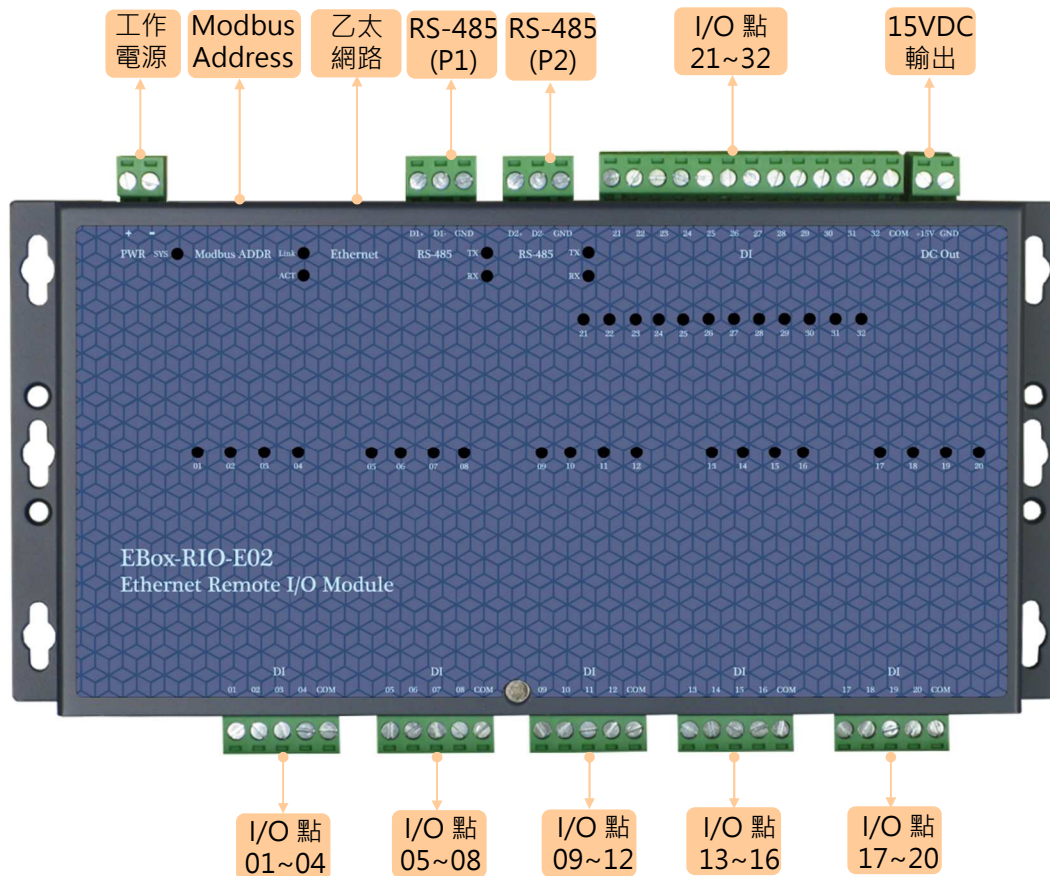 工作
電源
Modbus
Address
乙太
網路
RS-485
(P1)
RS-485
(P2)
I/O 點
21~32
15VDC
輸出
+ -
D1+ D1- GND
D2+ D2- GND
21 22 23 24 25 26 27 28 29 30 31 32 COM +15V GND
PWR SYS Modbus ADDR Link Ethernet RS-485 TX RS-485 TX DI DC Out
ACT RX RX
21 22 23 24 25 26 27 28 29 30 31 32
01 02 03 04 05 06 07 08 09 10 11 12 13 14 15 16 17 18 19 20
EBox-RIO-E02
Ethernet Remote I/O Module
DI DI DI DI DI
01 02 03 04 COM 05 06 07 08 COM 09 10 11 12 COM 13 14 15 16 COM 17 18 19 20 COM
I/O 點
01~04
I/O 點
05~08
I/O 點
09~12
I/O 點
13~16
I/O 點
17~20